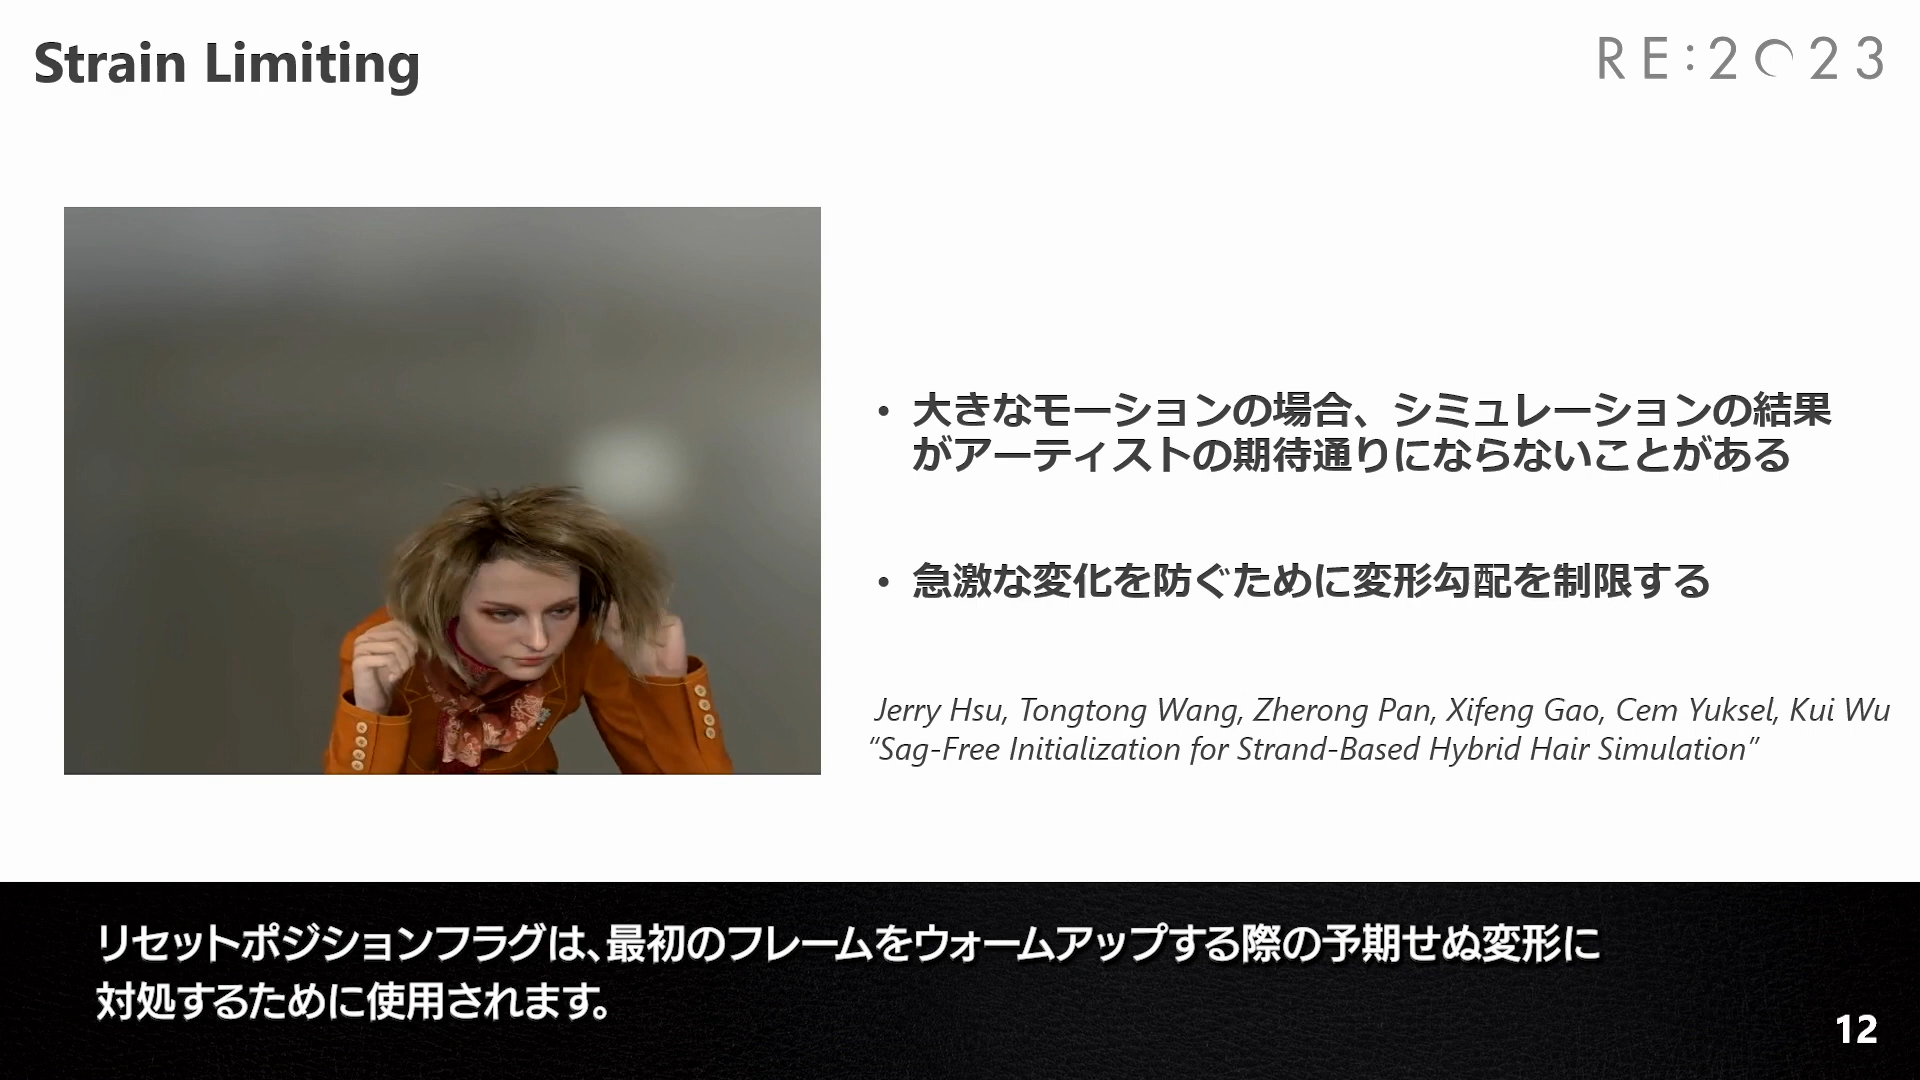 Strain Limiting
RE:2023
• 大きなモーションの場合、シミュレーションの結果
がアーティストの期待通りにならないことがある
• 急激な変化を防ぐために変形勾配を制限する
Jerry Hsu, Tongtong Wang, Zherong Pan, Xifeng Gao, Cem Yuksel, Kui Wu
“Sag-Free Initialization for Strand-Based Hybrid Hair Simulation”
リセットポジションフラグは、最初のフレームをウォームアップする際の予期せぬ変形に
対処するために使用されます。
12